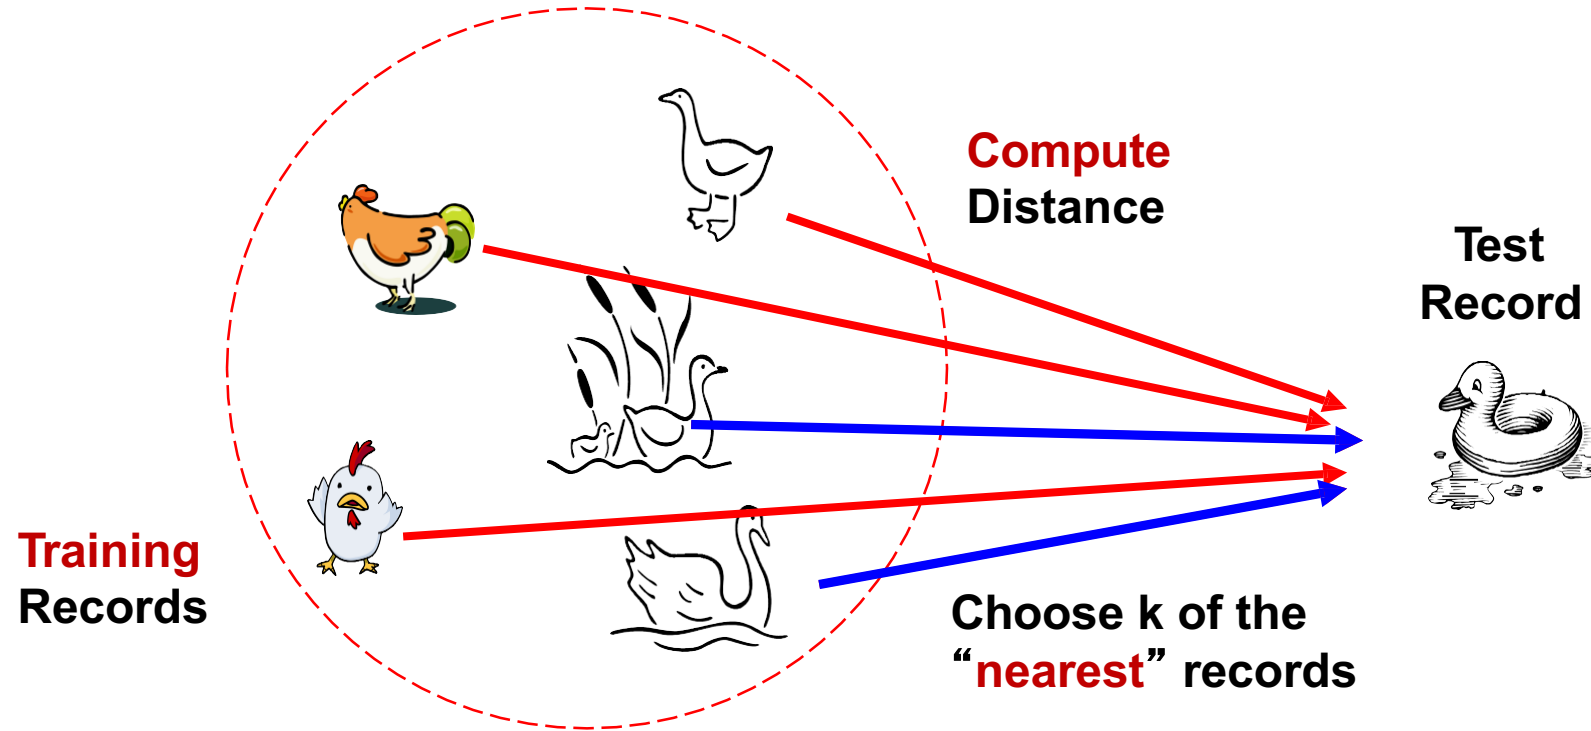 Compute
Distance
Test
Record
Training
Records
Choose k of the
“nearest” records